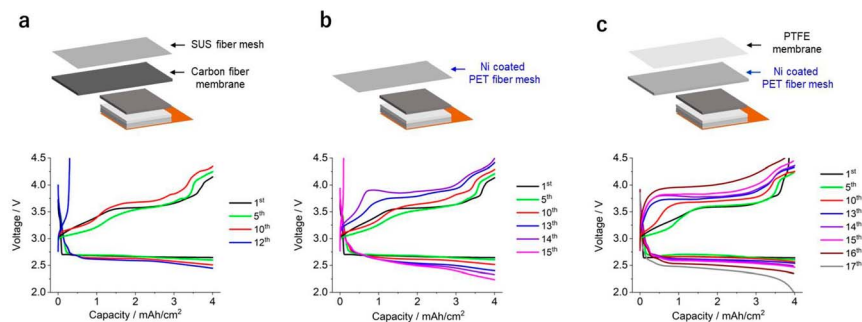 a
SUS fiber mesh
Carbon fiber
membrane
4.5
4.0
3.5
3.0
2.5
2.0
Voltage / V
0 1 2 3 4
Capacity / mAh/cm²
1st
5th
10th
12th
b
Ni coated
PET fiber mesh
4.5
4.0
3.5
3.0
2.5
2.0
Voltage / V
0 1 2 3 4
Capacity / mAh/cm²
1st
5th
10th
13th
14th
15th
c
PTFE
membrane
Ni coated
PET fiber mesh
4.5
4.0
3.5
3.0
2.5
2.0
Voltage / V
0 1 2 3 4
Capacity / mAh/cm²
1st
5th
10th
13th
14th
15th
16th
17th